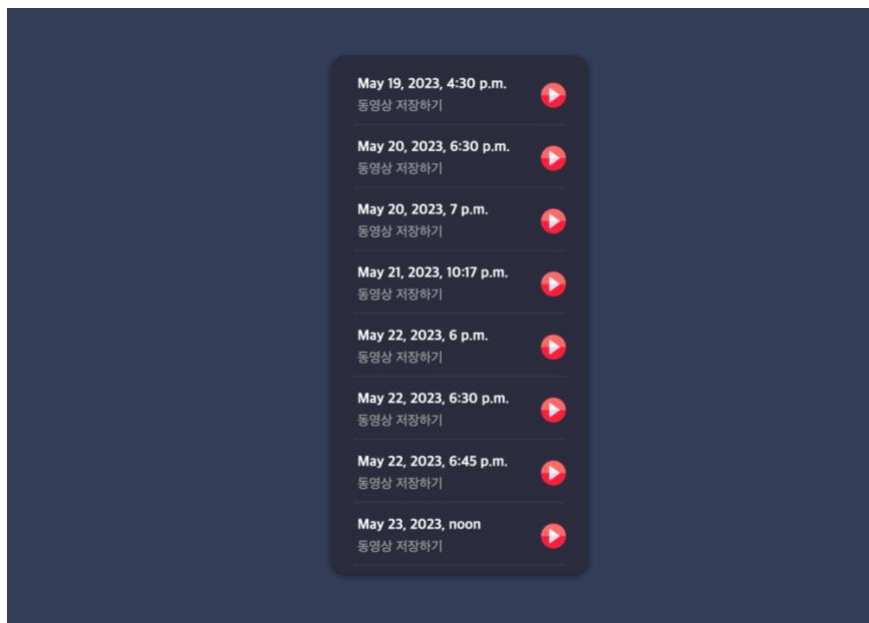 May 19, 2023, 4:30 p.m.
동영상 저장하기
May 20, 2023, 6:30 p.m.
동영상 저장하기
May 20, 2023, 7 p.m.
동영상 저장하기
May 21, 2023, 10:17 p.m.
동영상 저장하기
May 22, 2023, 6 p.m.
동영상 저장하기
May 22, 2023, 6:30 p.m.
동영상 저장하기
May 22, 2023, 6:45 p.m.
동영상 저장하기
May 23, 2023, noon
동영상 저장하기